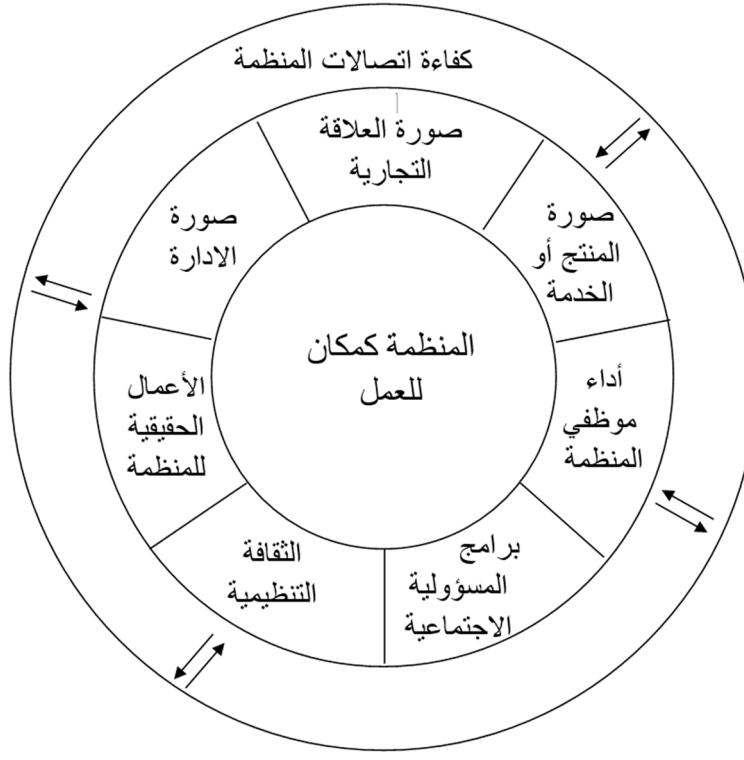 كفاءة اتصالات المنظمة
صورة العلاقة
التجارية
صورة
المنتج أو
الخدمة
صورة
الادارة
المنظمة كمكان
للعمل
أداء
موظفي
المنظمة
الأعمال
الحقيقية
للمنظمة
برامج
المسؤولية
الاجتماعية
الثقافة
التنظيمية